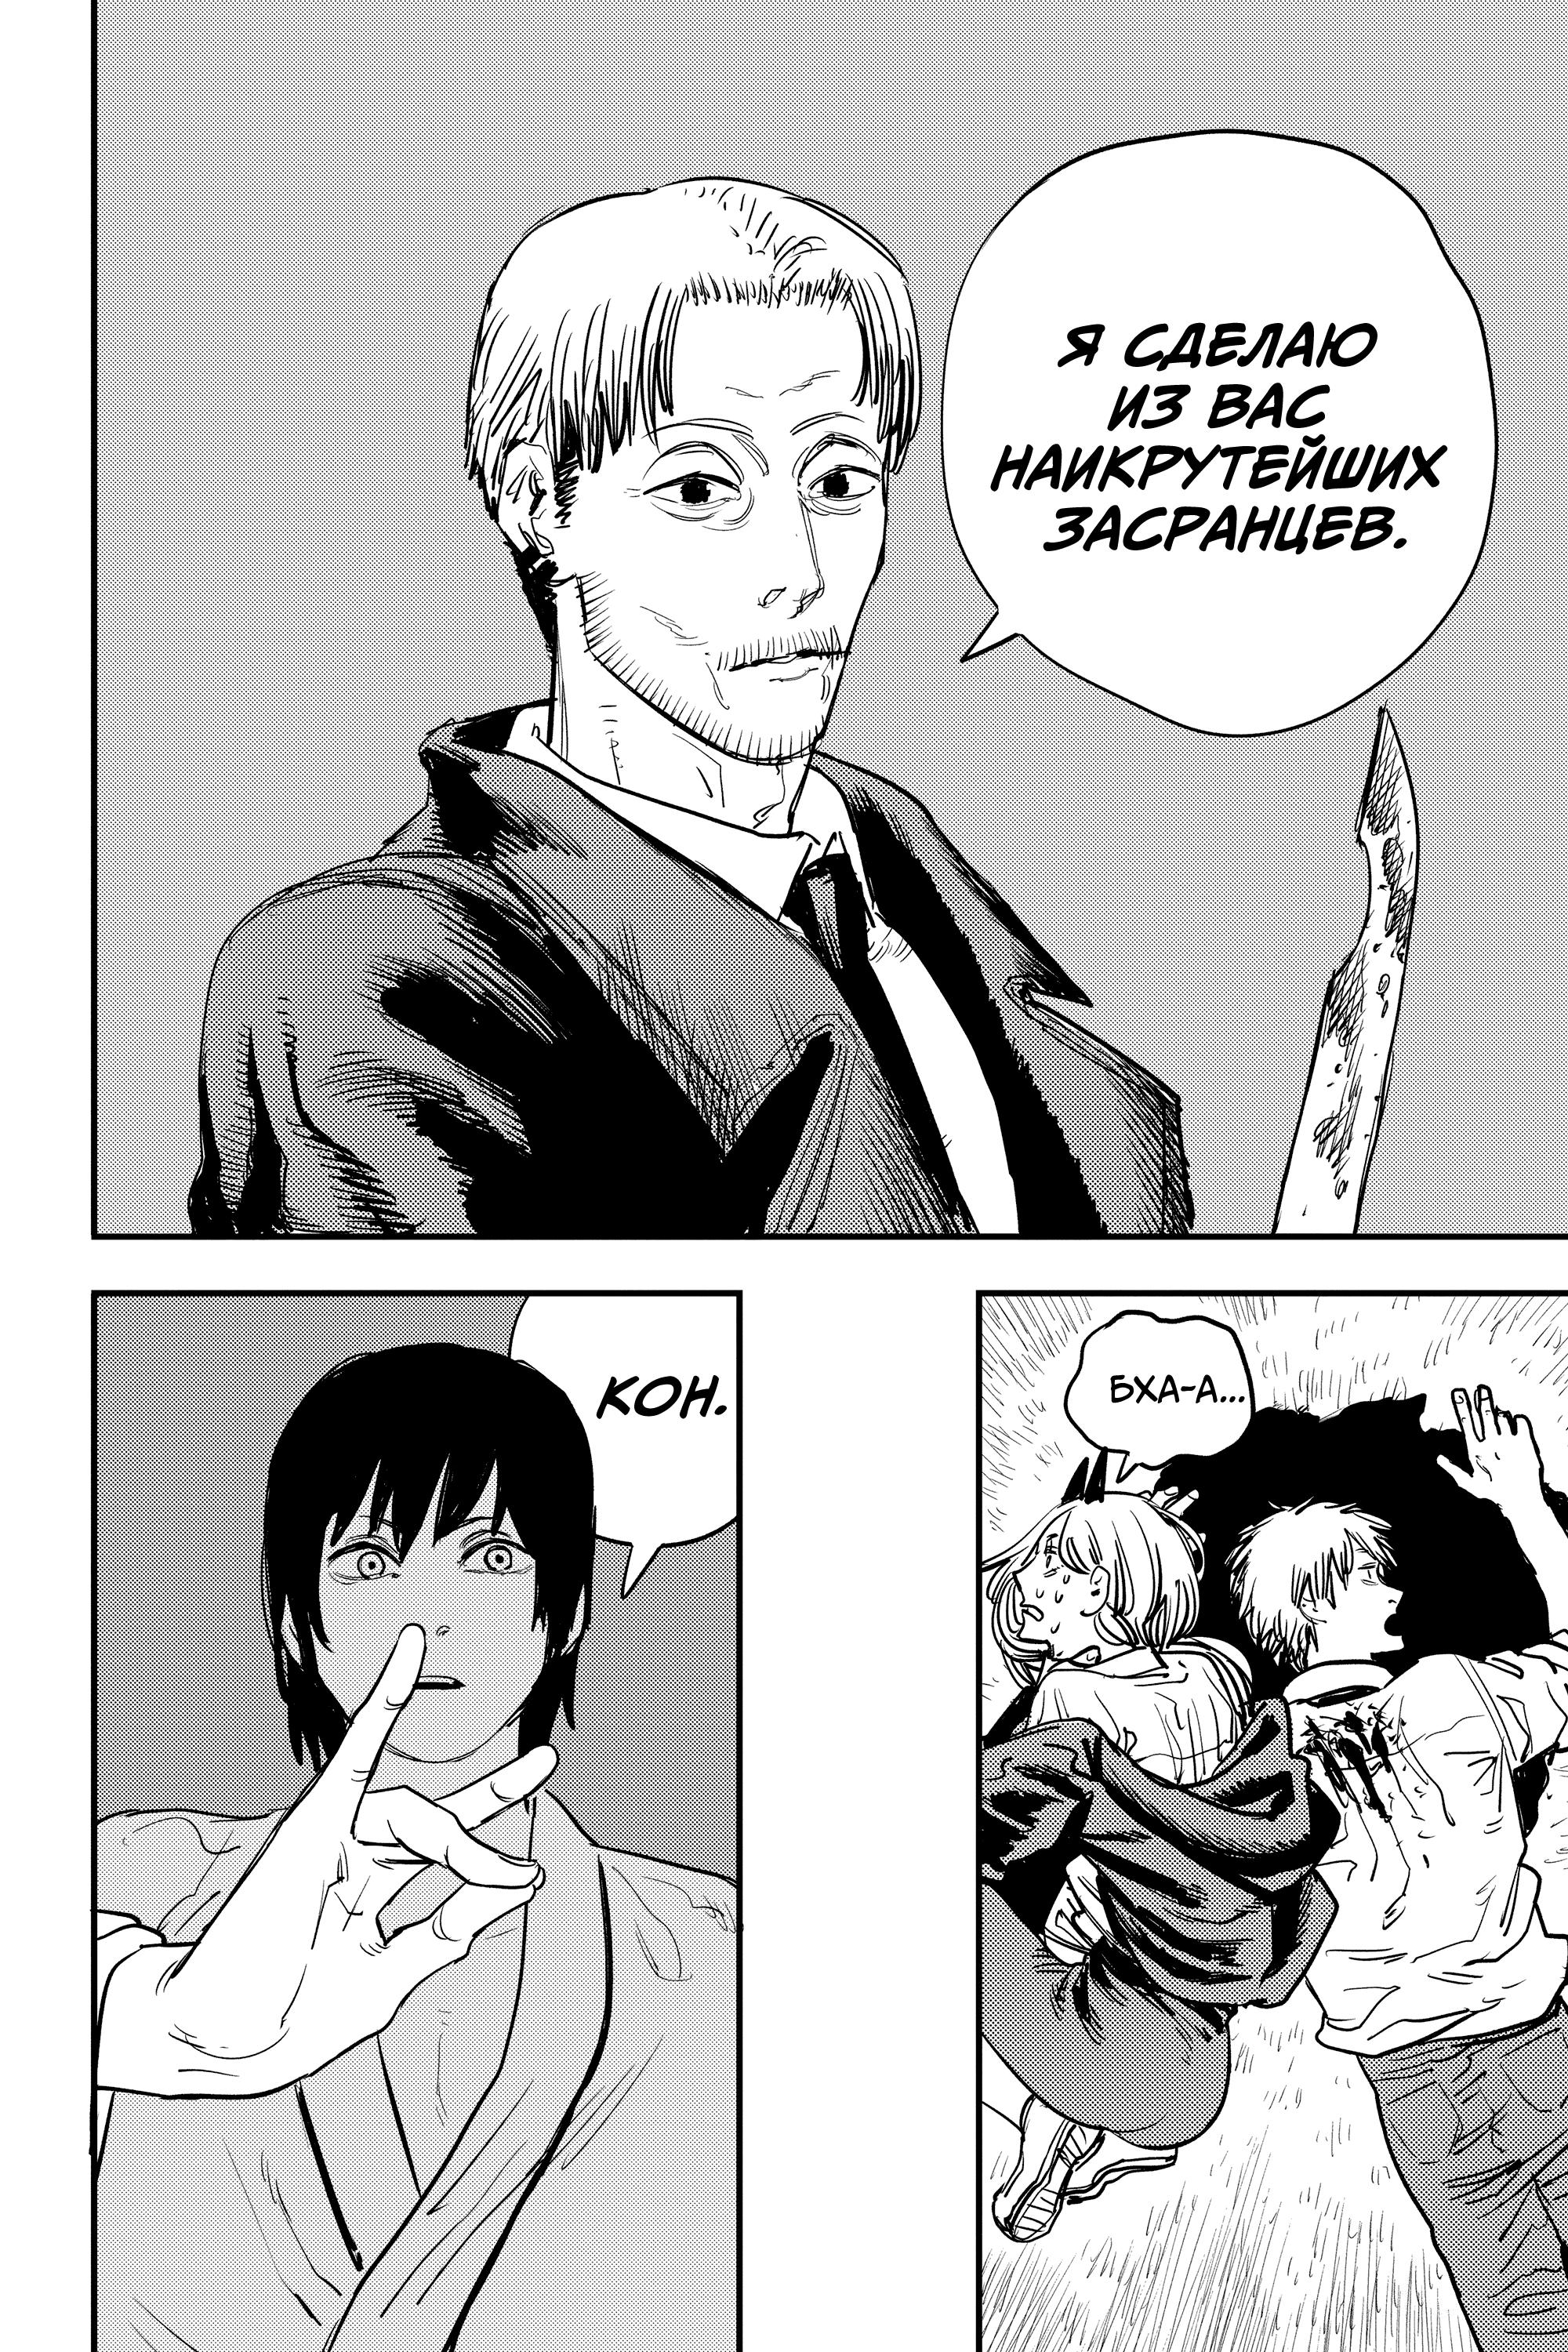 Я СДЕЛАЮ
ИЗ ВАС
НАИКРУТЕЙШИХ
ЗАСРАНЦЕВ.
БХА-А...
КОН.